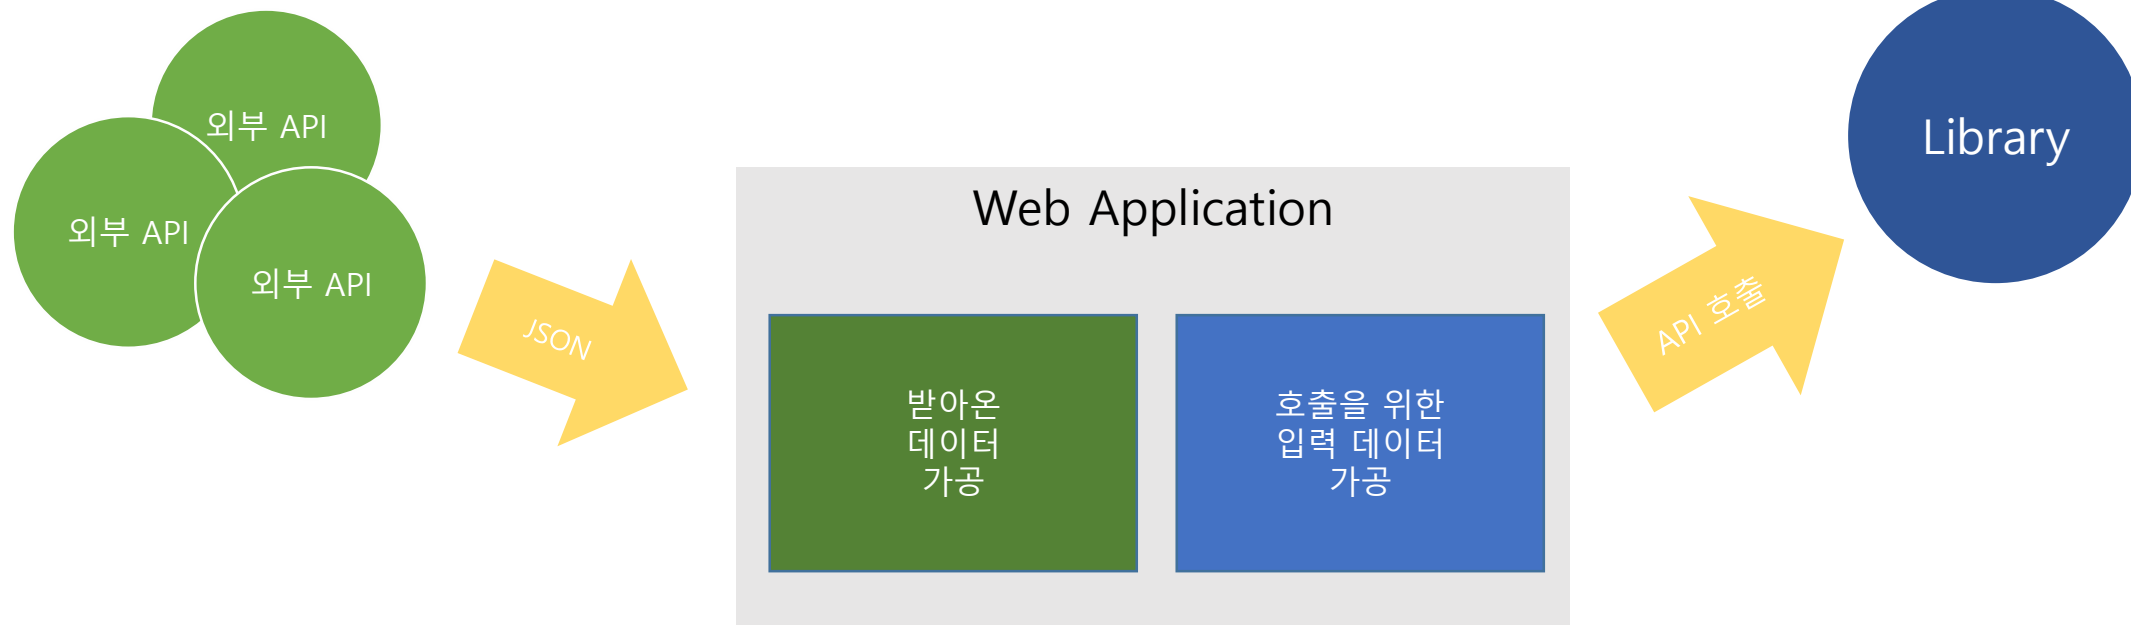 외부 API
외부 API
외부 API
JSON
Web Application
받아온
데이터
가공
호출을 위한
입력 데이터
가공
API 호출
Library